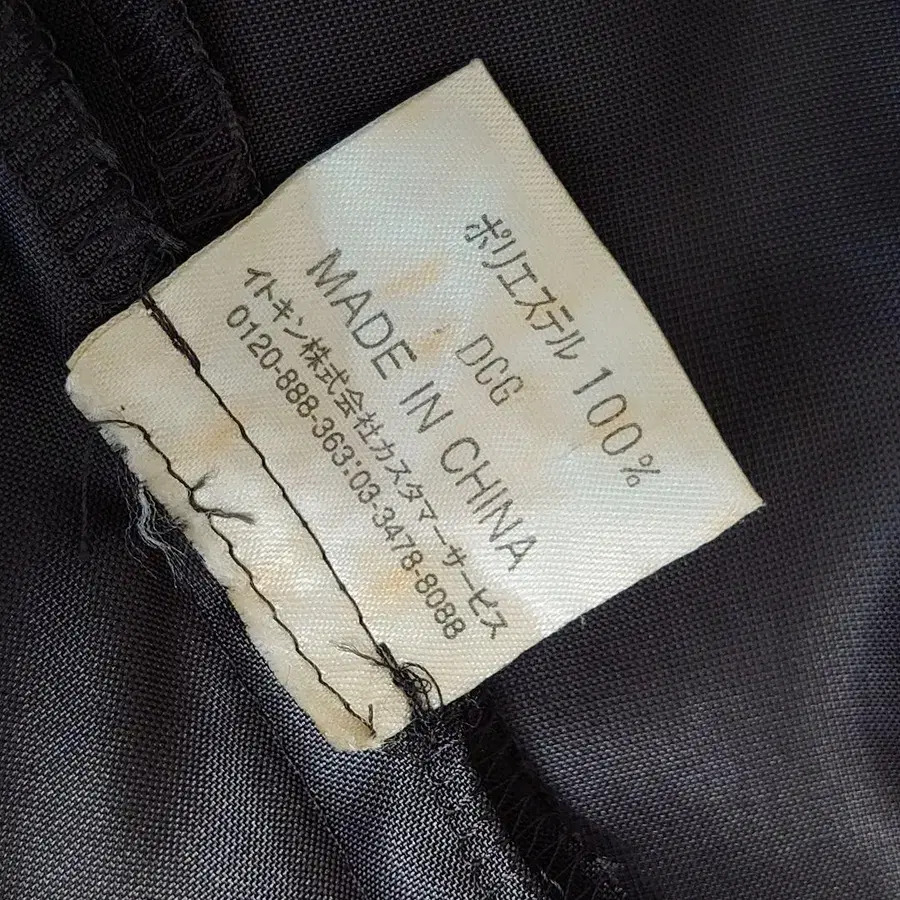 ポリエステル 100%
DCG
MADE IN CHINA
イトキン株式会社カスタマーサービス
0120-888-363:03-3478-8088